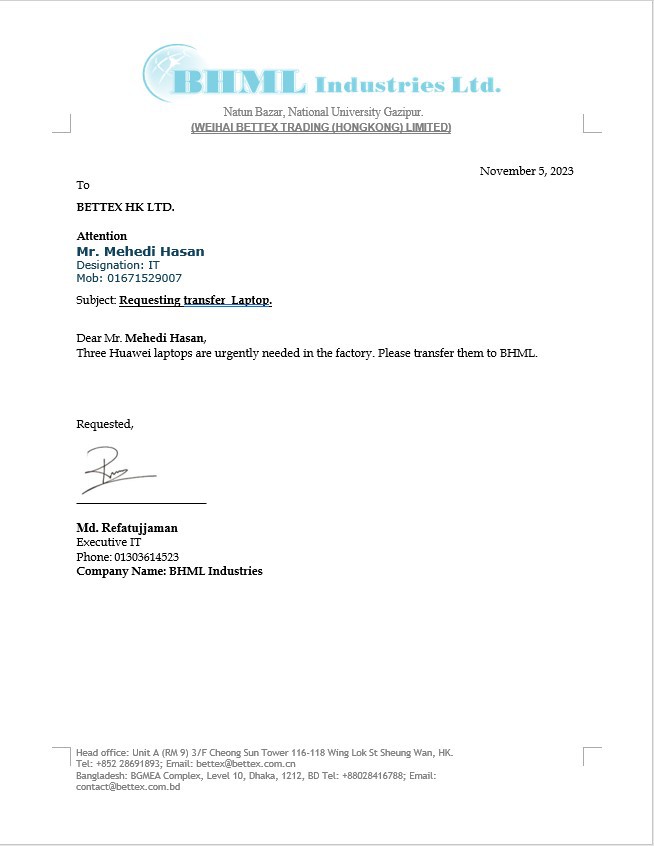 BHML Industries Ltd.
Natun Bazar, National University Gazipur.
(WEIHAI BETTEX TRADING (HONGKONG) LIMITED)
November 5, 2023
To
BETTEX HK LTD.
Attention
Mr. Mehedi Hasan
Designation: IT
Mob: 01671529007
Subject: Requesting transfer Laptop.
Dear Mr. Mehedi Hasan,
Three Huawei laptops are urgently needed in the factory. Please transfer them to BHML.
Requested,
Md. Refatujjaman
Executive IT
Phone: 01303614523
Company Name: BHML Industries
Head office: Unit A (RM 9) 3/F Cheong Sun Tower 116-118 Wing Lok St Sheung Wan, HK.
Tel: +852 28691893; Email: bettex@bettex.com.cn
Bangladesh: BGMEA Complex, Level 10, Dhaka, 1212, BD Tel: +88028416788; Email:
contact@bettex.com.bd